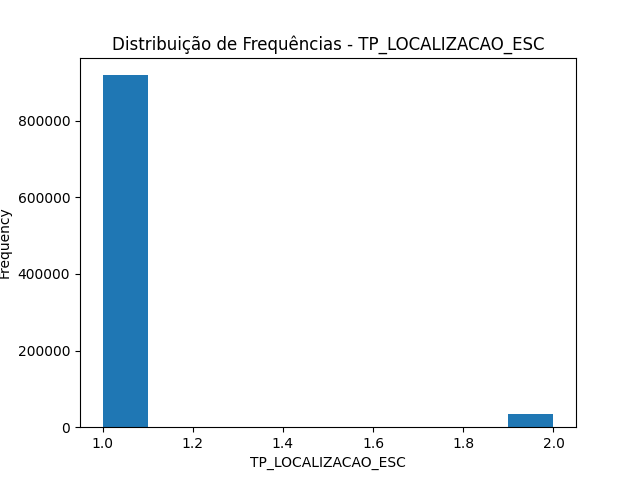 Distribuição de Frequências - TP_LOCALIZACAO_ESC
800000
600000
400000
200000
0
Frequency
1.0 1.2 1.4 1.6 1.8 2.0
TP_LOCALIZACAO_ESC